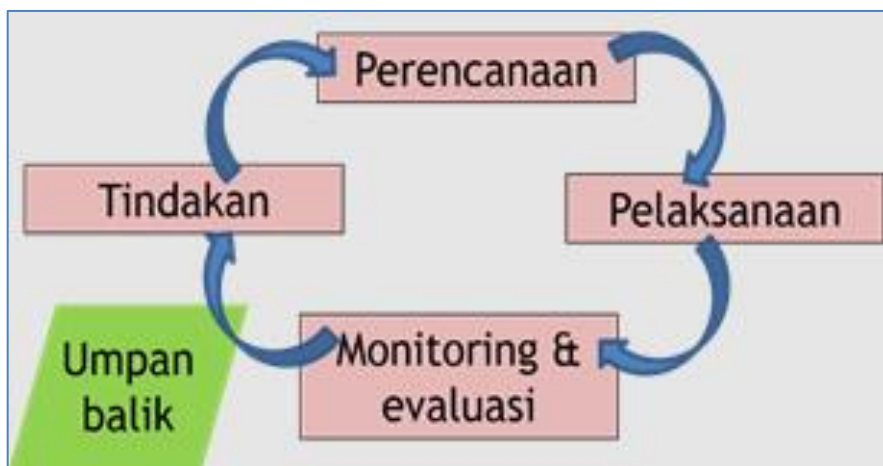 Perencanaan
Tindakan
Pelaksanaan
Umpan
balik
Monitoring &
evaluasi